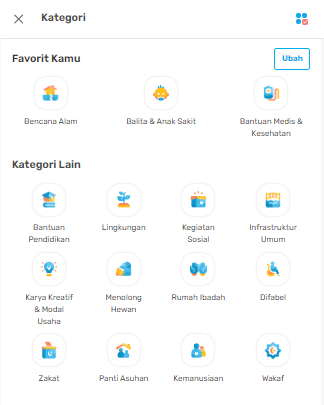 Kategori
Favorit Kamu
Ubah
Bencana Alam
Balita & Anak Sakit
Bantuan Medis &
Kesehatan
Kategori Lain
Bantuan
Pendidikan
Lingkungan
Kegiatan
Sosial
Infrastruktur
Umum
Karya Kreatif
& Modal
Usaha
Menolong
Hewan
Rumah Ibadah
Difabel
Zakat
Panti Asuhan
Kemanusiaan
Wakaf